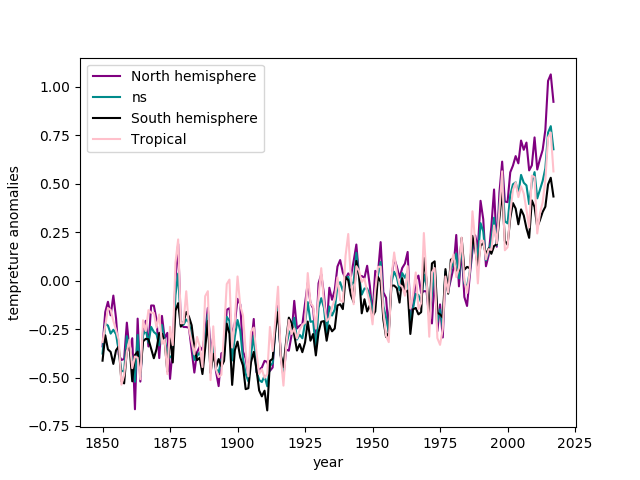 North hemisphere
ns
South hemisphere
Tropical
1.00
0.75
0.50
0.25
0.00
−0.25
−0.50
−0.75
tempreture anomalies
1850 1875 1900 1925 1950 1975 2000 2025
year